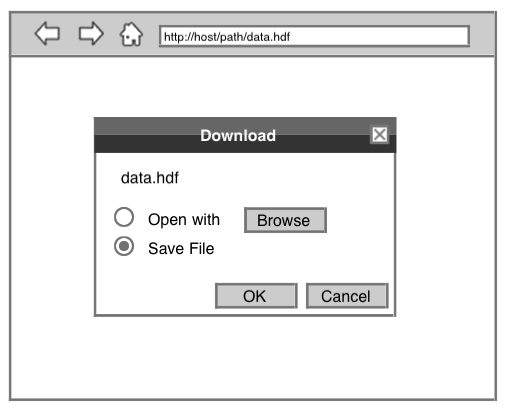 http://host/path/data.hdf
Download
data.hdf
Open with Browse
Save File
OK Cancel